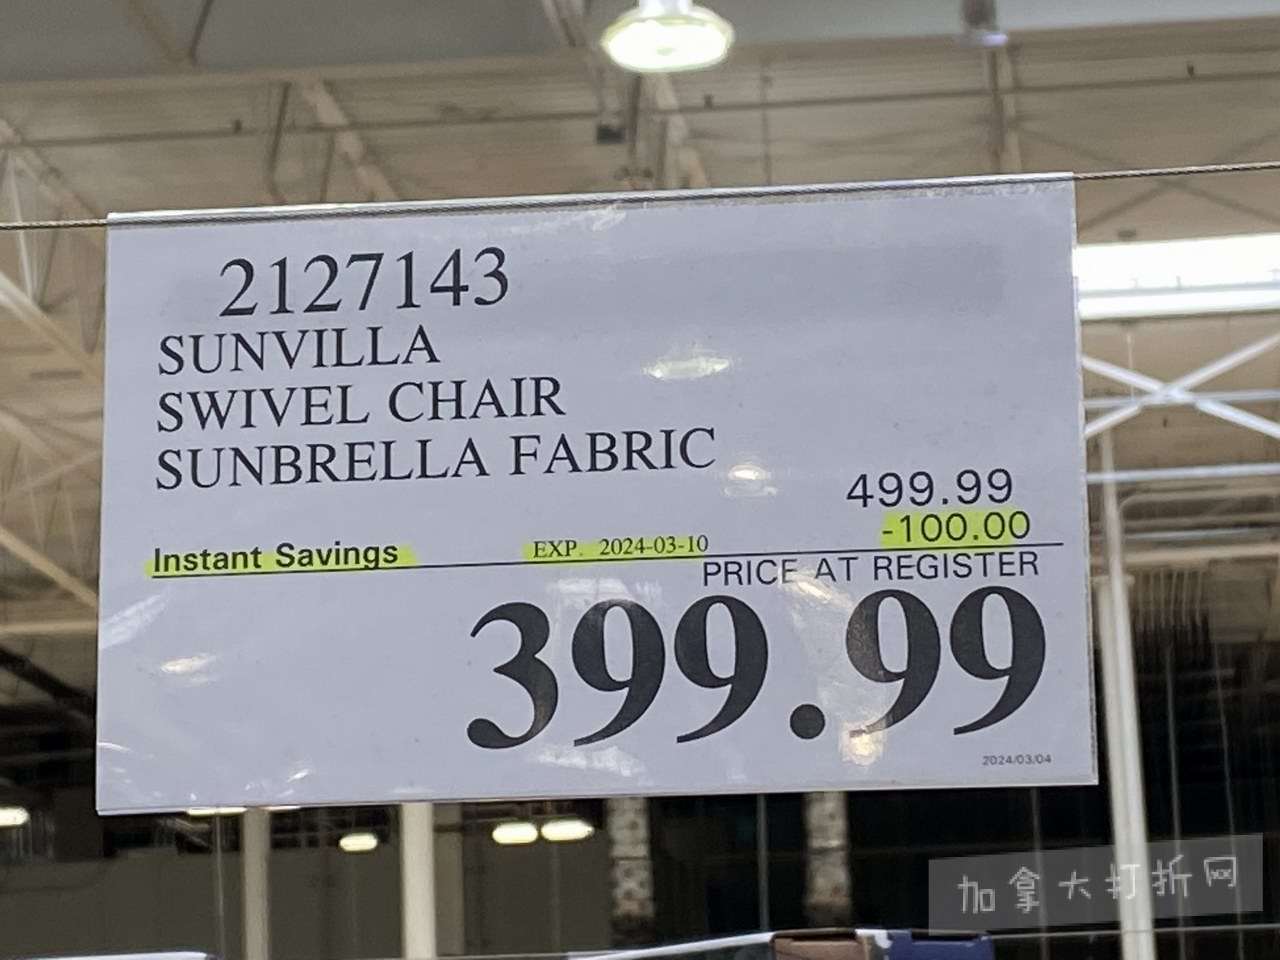 2127143
SUNVILLA
SWIVEL CHAIR
SUNBRELLA FABRIC
499.99
Instant Savings EXP. 2024-03-10 -100.00
PRICE AT REGISTER
399.99
2024/03/04
加拿大打折网